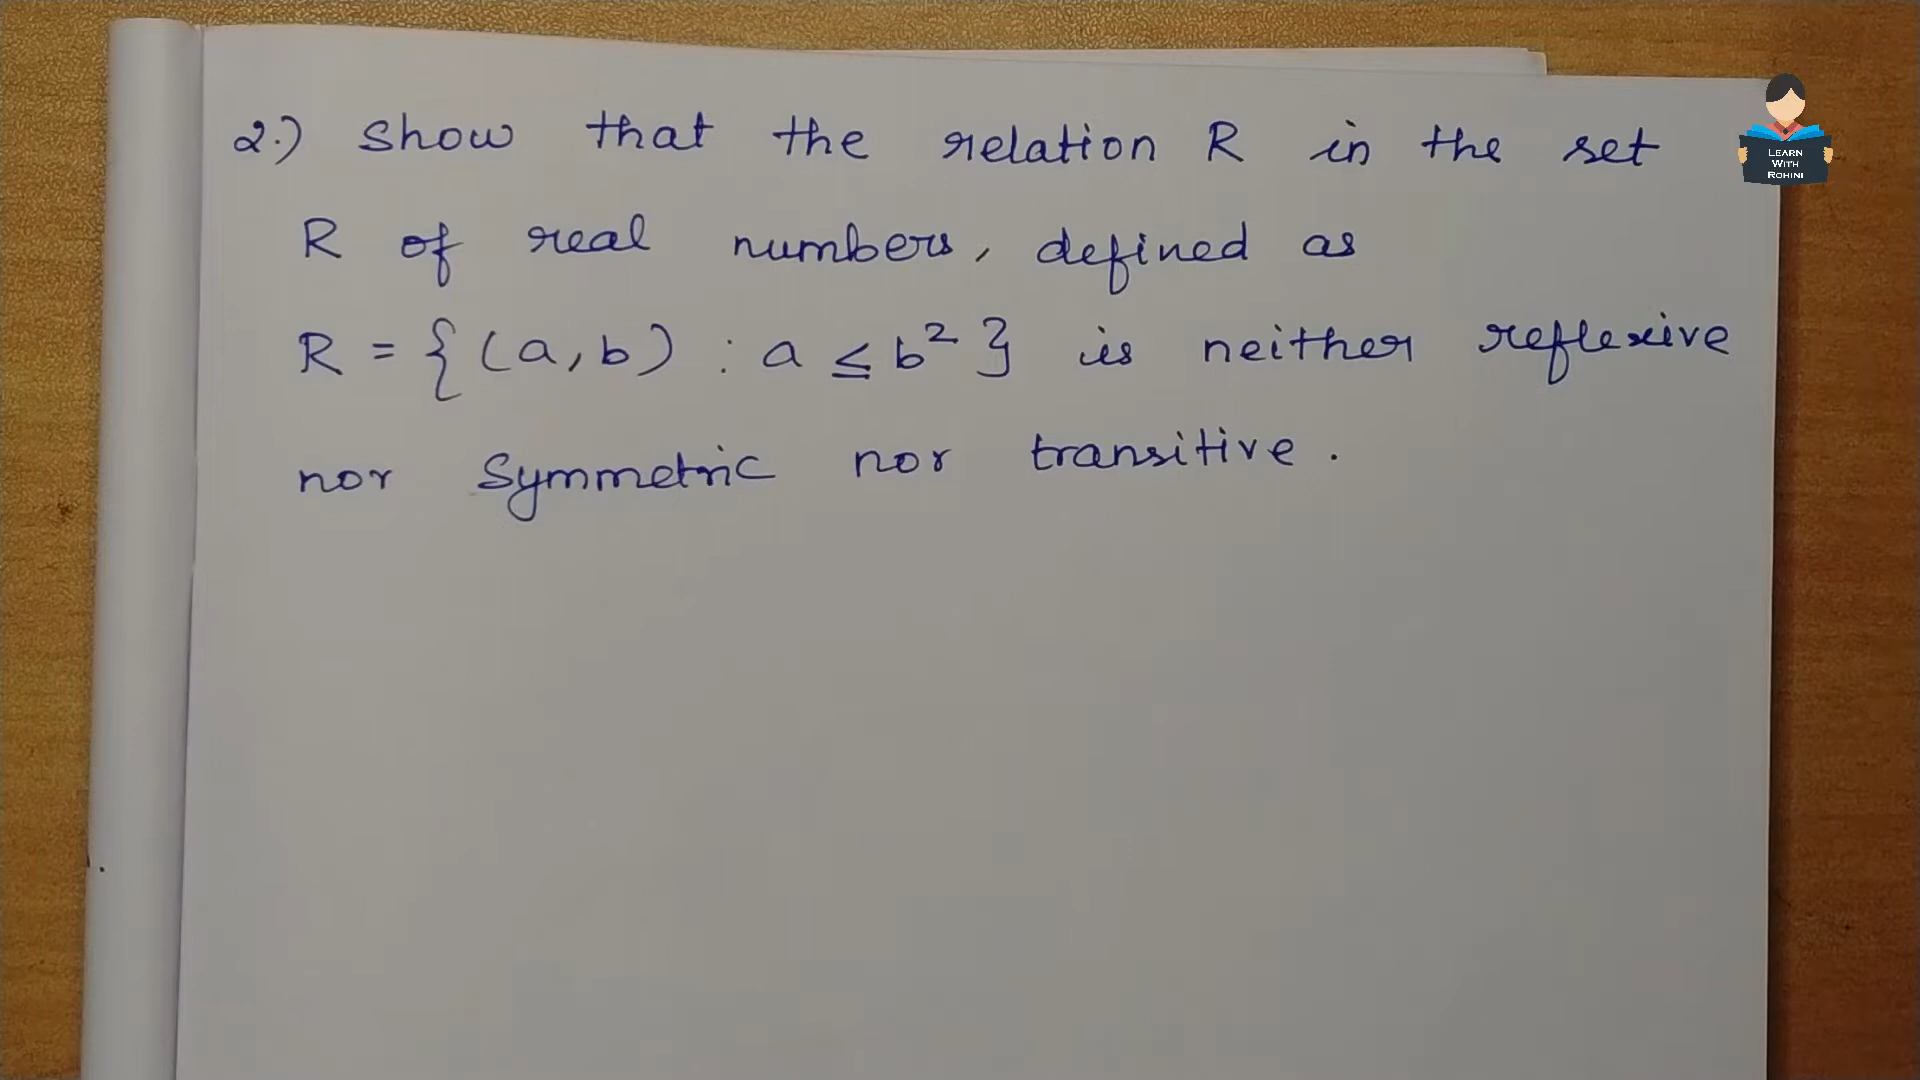 2.) Show that the relation R in the set
R of real numbers, defined as
R = {(a,b) : a ≤ b² } is neither reflexive
nor Symmetric nor transitive.
LEARN
WITH
ROHINI